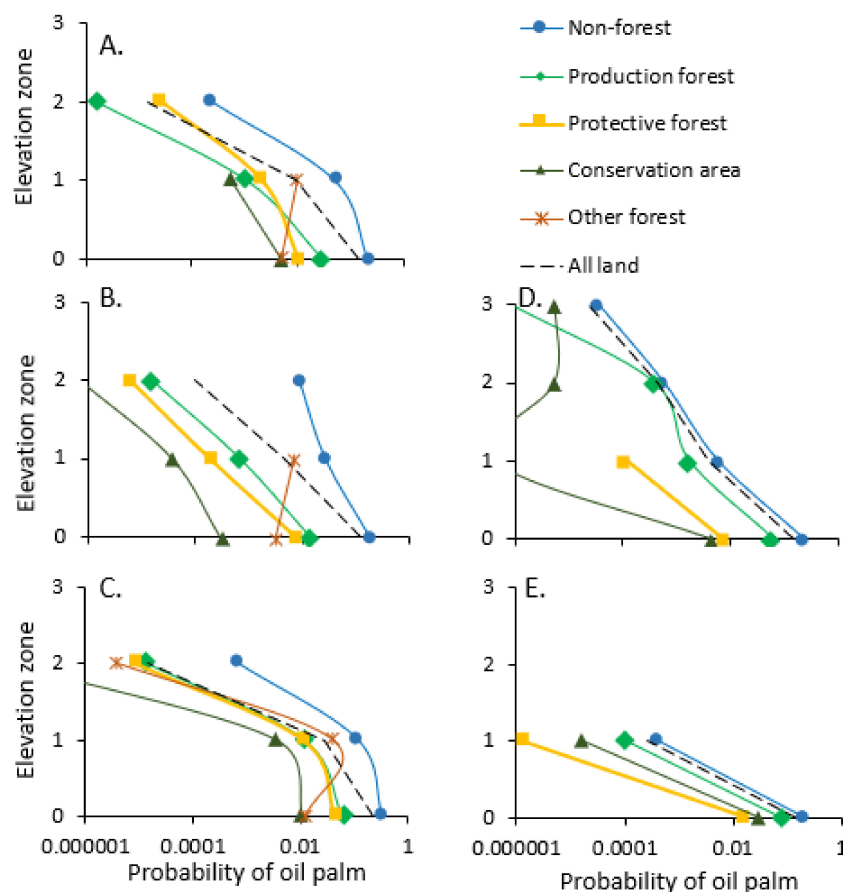 A.
Elevation zone
3
2
1
0
Non-forest
Production forest
Protective forest
Conservation area
Other forest
All land
B.
Elevation zone
3
2
1
0
D.
3
2
1
0
C.
Elevation zone
3
2
1
0
0.000001 0.0001 0.01 1
Probability of oil palm
E.
3
2
1
0
0.000001 0.0001 0.01 1
Probability of oil palm